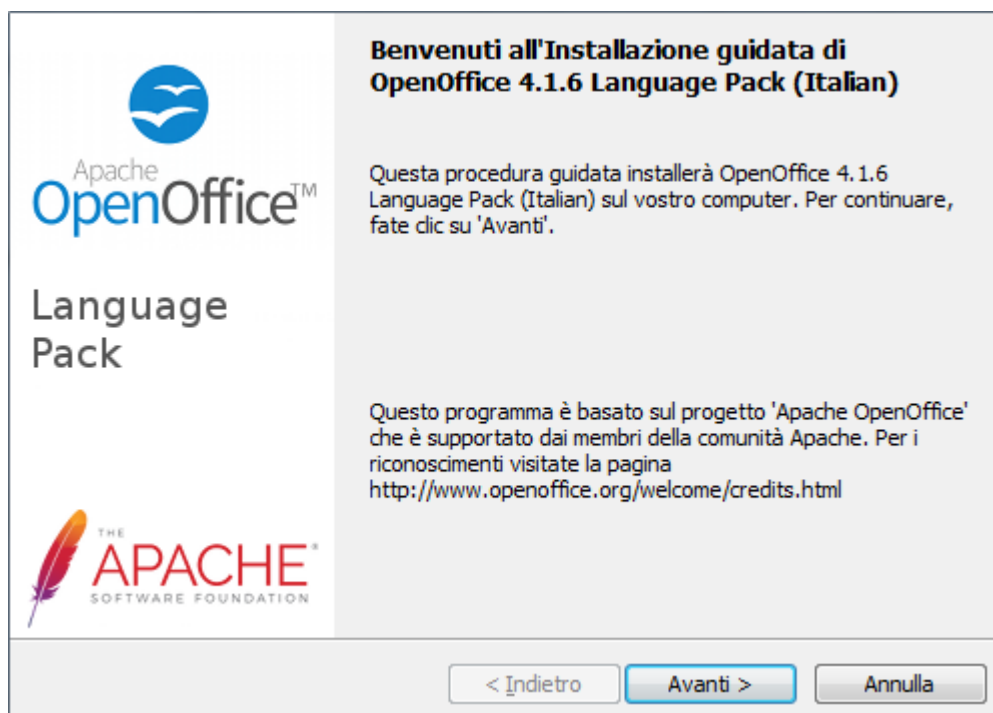 Apache
OpenOffice™
Language
Pack
THE
APACHE®
SOFTWARE FOUNDATION
Benvenuti all'Installazione guidata di
OpenOffice 4.1.6 Language Pack (Italian)
Questa procedura guidata installerà OpenOffice 4.1.6
Language Pack (Italian) sul vostro computer. Per continuare,
fate clic su 'Avanti'.
Questo programma è basato sul progetto 'Apache OpenOffice'
che è supportato dai membri della comunità Apache. Per i
riconoscimenti visitate la pagina
http://www.openoffice.org/welcome/credits.html
< Indietro
Avanti >
Annulla